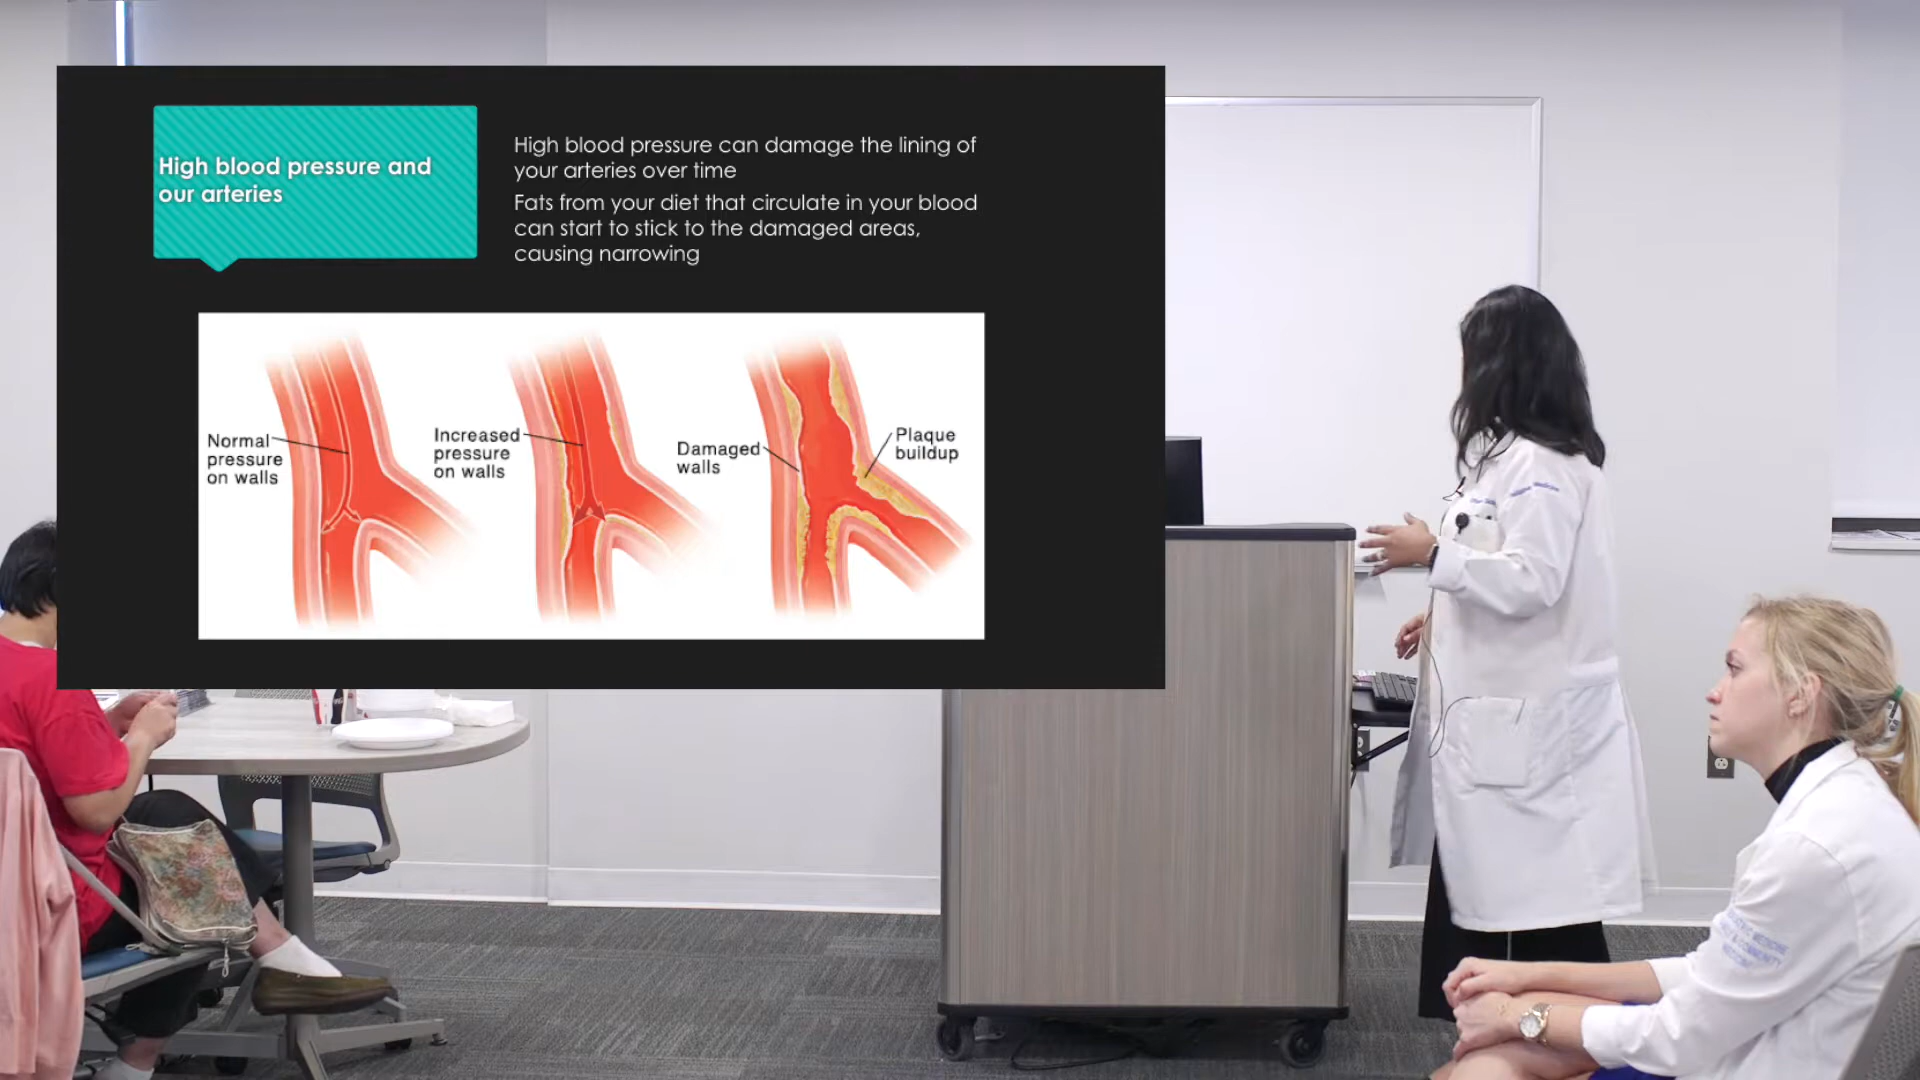 High blood pressure and
our arteries
High blood pressure can damage the lining of
your arteries over time
Fats from your diet that circulate in your blood
can start to stick to the damaged areas,
causing narrowing
Normal
pressure
on walls
Increased
pressure
on walls
Damaged
walls
Plaque
buildup
MEDICINE